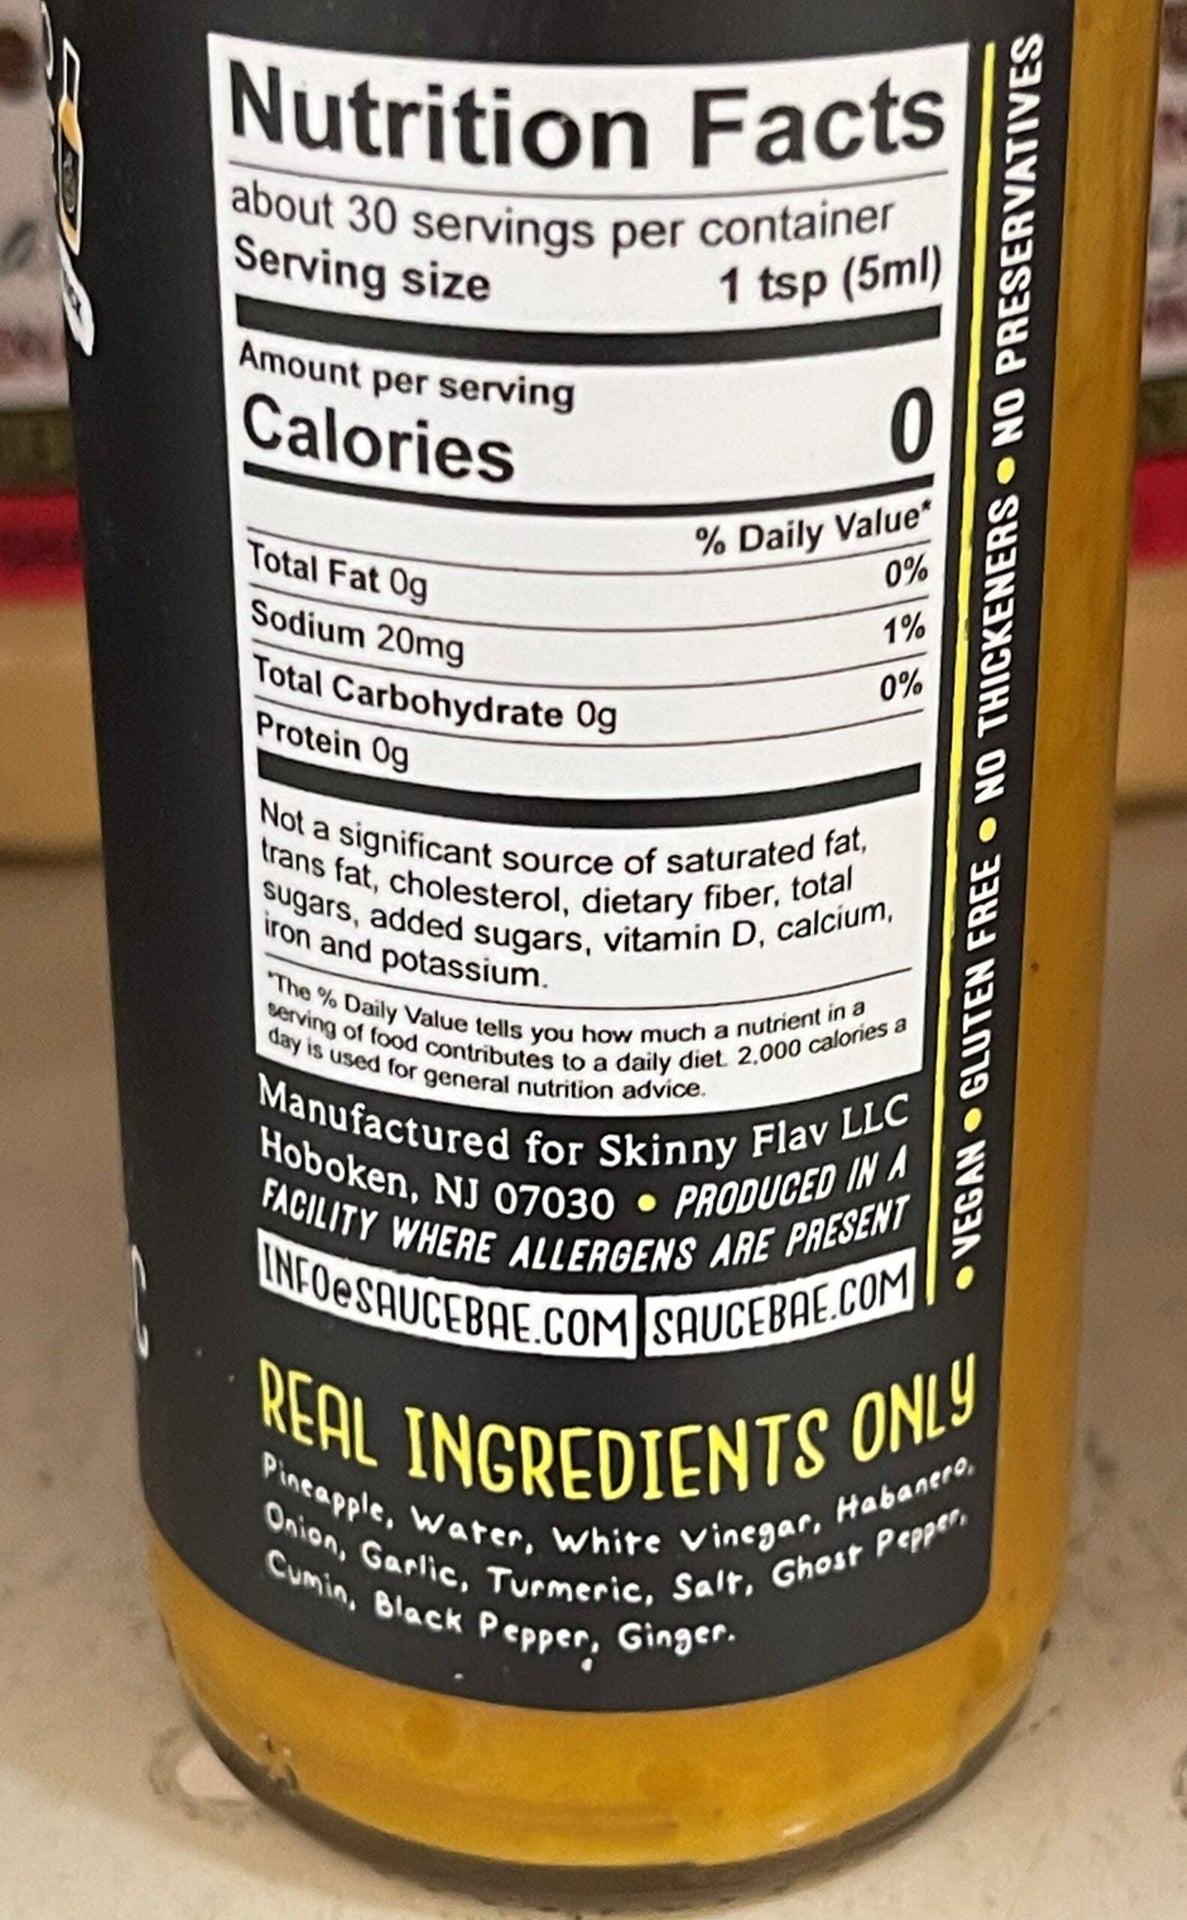 Nutrition Facts
about 30 servings per container
Serving size 1 tsp (5ml)
Amount per serving
Calories 0
% Daily Value*
Total Fat 0g 0%
Sodium 20mg 1%
Total Carbohydrate 0g 0%
Protein 0g
Not a significant source of saturated fat,
trans fat, cholesterol, dietary fiber, total
sugars, added sugars, vitamin D, calcium,
iron and potassium.
*The % Daily Value tells you how much a nutrient in a
serving of food contributes to a daily diet. 2,000 calories a
day is used for general nutrition advice.
Manufactured for Skinny Flav LLC
Hoboken, NJ 07030 • PRODUCED IN A
FACILITY WHERE ALLERGENS ARE PRESENT
INFO@SAUCEBAE.COM SAUCEBAE.COM
• VEGAN • GLUTEN FREE • NO THICKENERS • NO PRESERVATIVES
REAL INGREDIENTS ONLY
Pineapple, Water, White Vinegar, Habanero,
Onion, Garlic, Turmeric, Salt, Ghost Pepper,
Cumin, Black Pepper, Ginger.